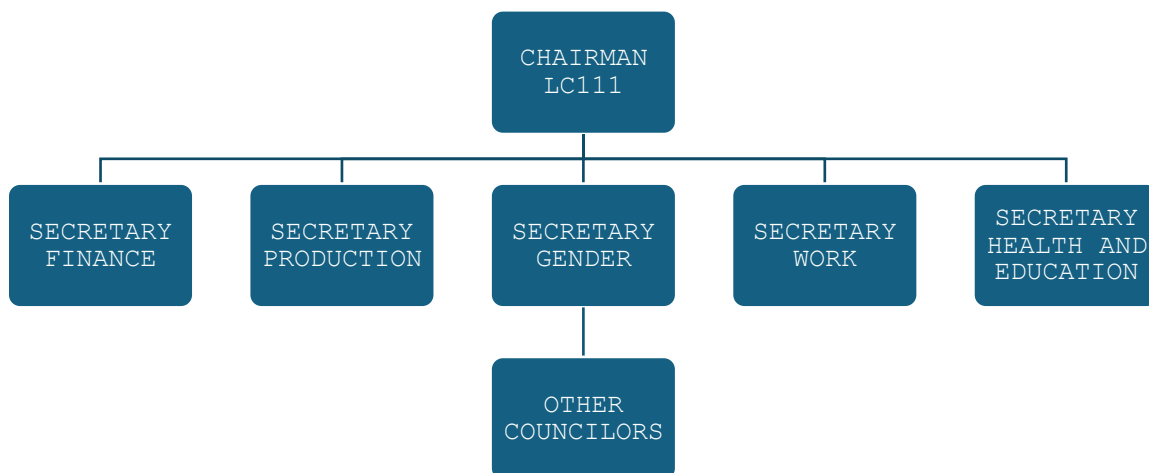 CHAIRMAN
LC111
SECRETARY
FINANCE
SECRETARY
PRODUCTION
SECRETARY
GENDER
SECRETARY
WORK
SECRETARY
HEALTH AND
EDUCATION
OTHER
COUNCILORS